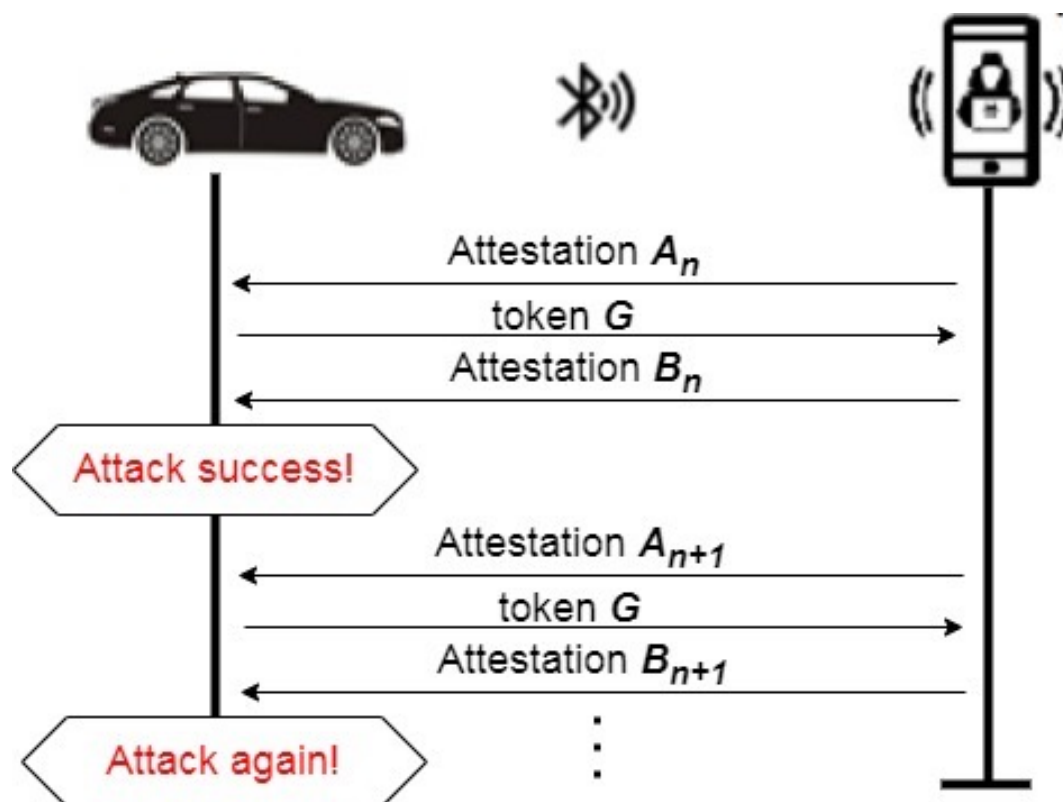 Attestation Aₙ
token G
Attestation Bₙ
Attack success!
Attestation Aₙ₊₁
token G
Attestation Bₙ₊₁
Attack again!